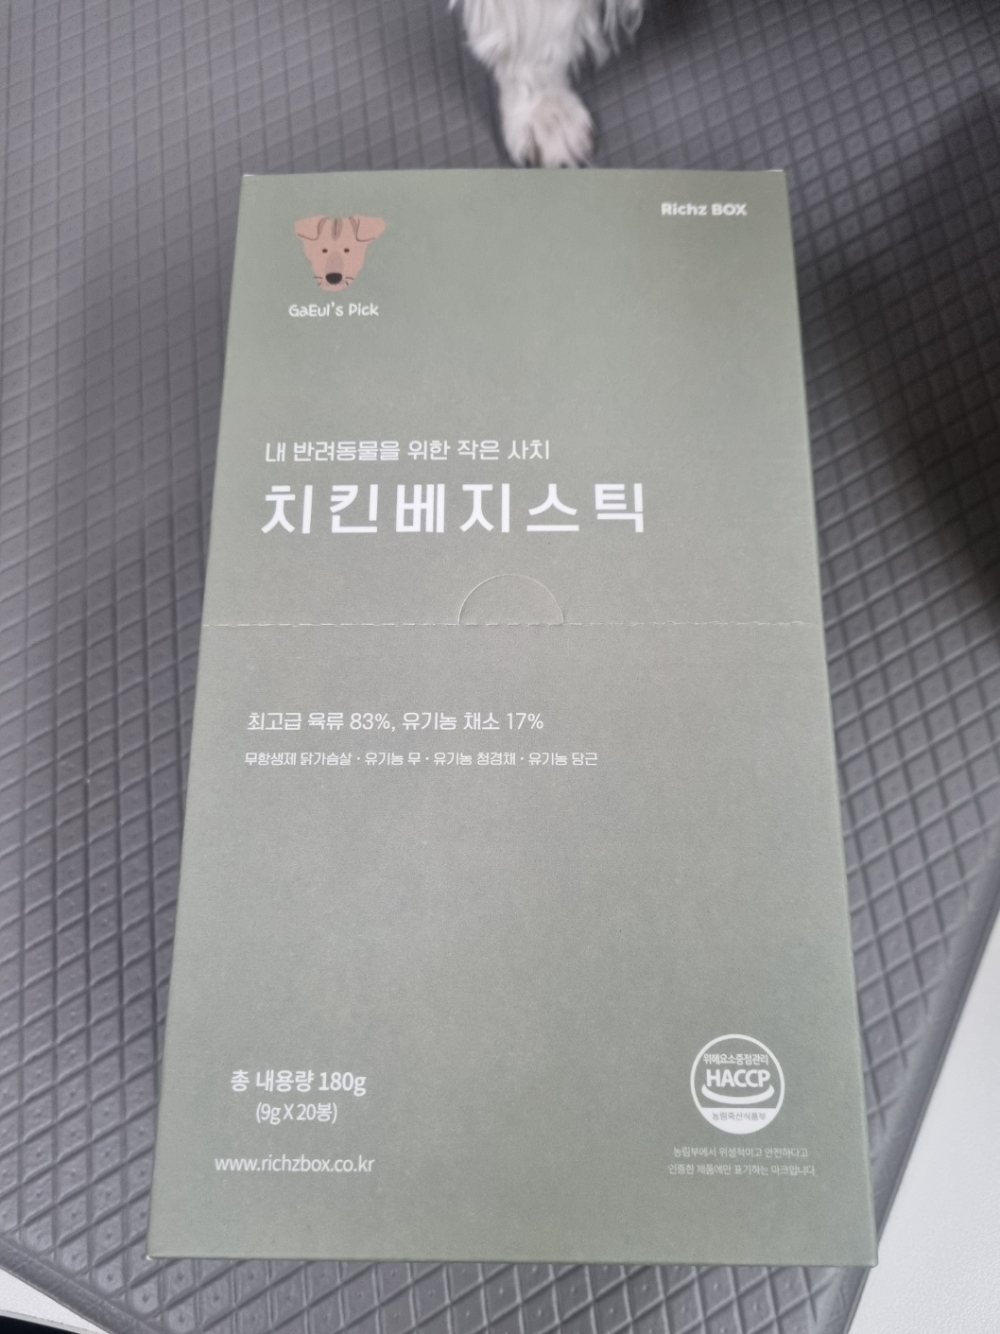 Richz BOX
GaEul's Pick
내 반려동물을 위한 작은 사치
치킨베지스틱
최고급 육류 83%, 유기농 채소 17%
무항생제 닭가슴살 · 유기농 무 · 유기농 청경채 · 유기농 당근
총 내용량 180g
(9g X 20봉)
www.richzbox.co.kr
위해요소중점관리
HACCP
농림축산식품부
농림부에서 위생적이고 안전하다고
인증한 제품에만 표기하는 마크입니다